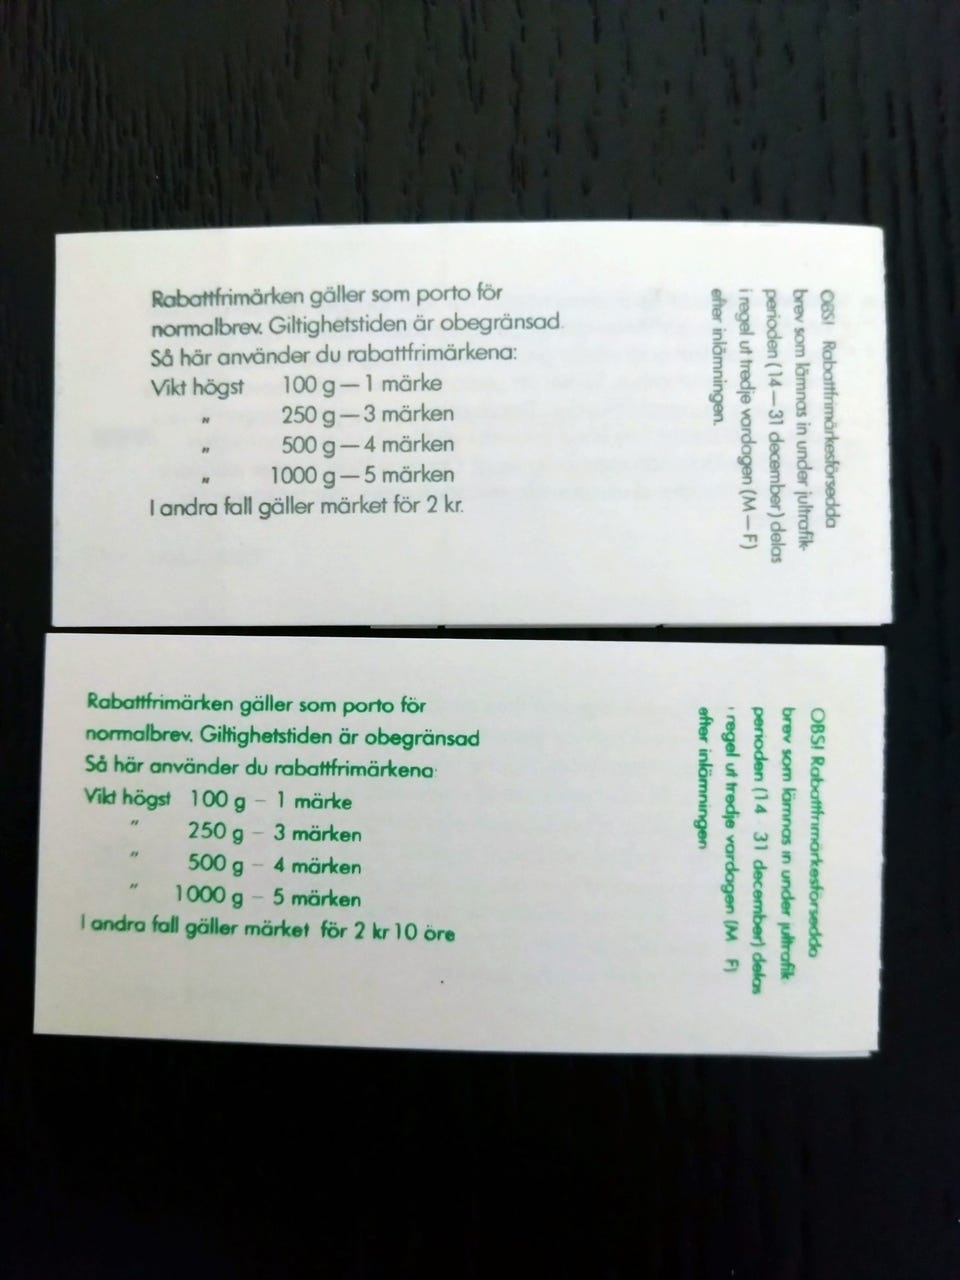 Rabattfrimärken gäller som porto för
normalbrev. Giltighetstiden är obegränsad.
Så här använder du rabattfrimärkena:
Vikt högst 100 g — 1 märke
„ 250 g — 3 märken
„ 500 g — 4 märken
„ 1000 g — 5 märken
I andra fall gäller märket för 2 kr.
OBS! Rabattfrimärkesförsedda
brev som lämnas in under jultrafik-
perioden (14 — 31 december) delas
i regel ut tredje vardagen (M — F)
efter inlämningen.
Rabattfrimärken gäller som porto för
normalbrev. Giltighetstiden är obegränsad
Så här använder du rabattfrimärkena:
Vikt högst 100 g – 1 märke
" 250 g – 3 märken
" 500 g – 4 märken
" 1000 g – 5 märken
I andra fall gäller märket för 2 kr 10 öre
OBS! Rabattfrimärkesförsedda
brev som lämnas in under jultrafik
perioden (14 31 december) delas
i regel ut tredje vardagen (M F)
efter inlämningen